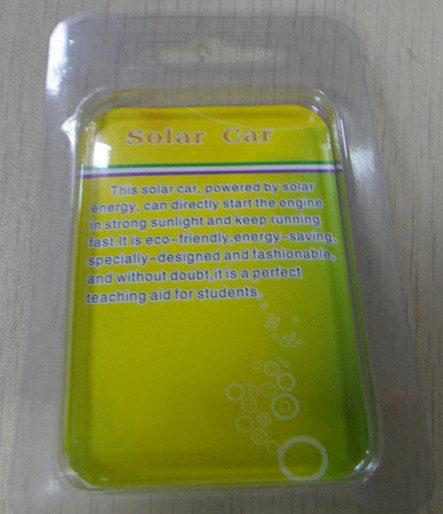 Solar Car
This solar car, powered by solar
energy, can directly start the engine
in strong sunlight and keep running
fast.It is eco-friendly,energy-saving,
specially-designed and fashionable,
and without doubt,it is a perfect
teaching aid for students.